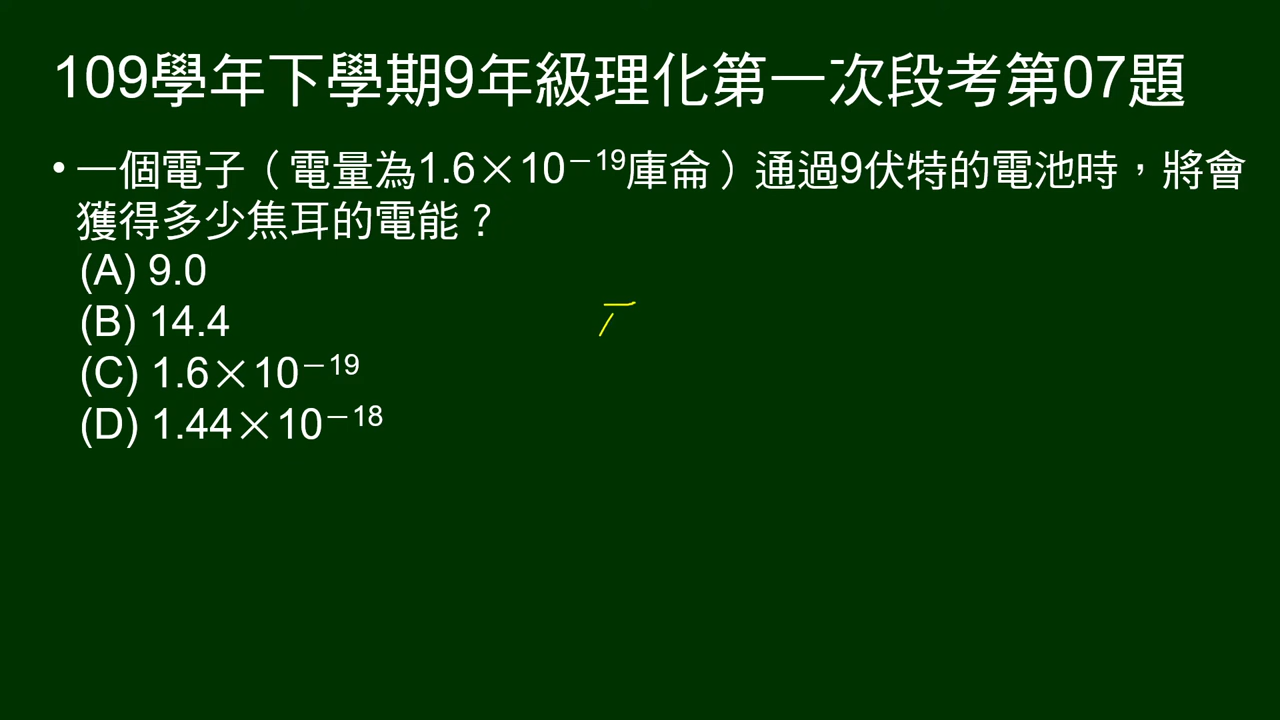 109學年下學期9年級理化第一次段考第07題
•一個電子（電量為1.6×10⁻¹⁹庫侖）通過9伏特的電池時，將會
獲得多少焦耳的電能？
(A) 9.0
(B) 14.4
(C) 1.6×10⁻¹⁹
(D) 1.44×10⁻¹⁸